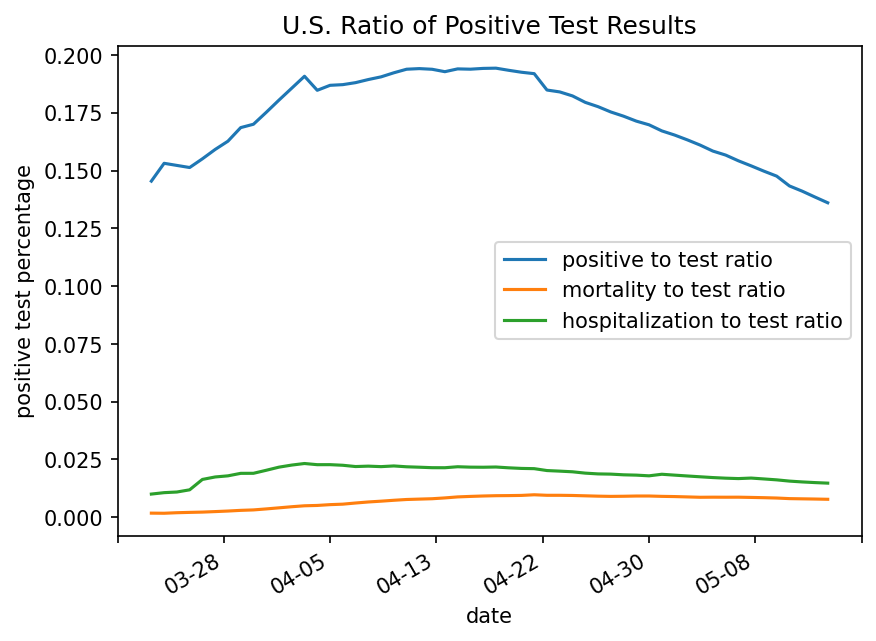 U.S. Ratio of Positive Test Results
0.200
0.175
0.150
0.125
0.100
0.075
0.050
0.025
0.000
positive test percentage
positive to test ratio
mortality to test ratio
hospitalization to test ratio
03-28
04-05
04-13
04-22
04-30
05-08
date